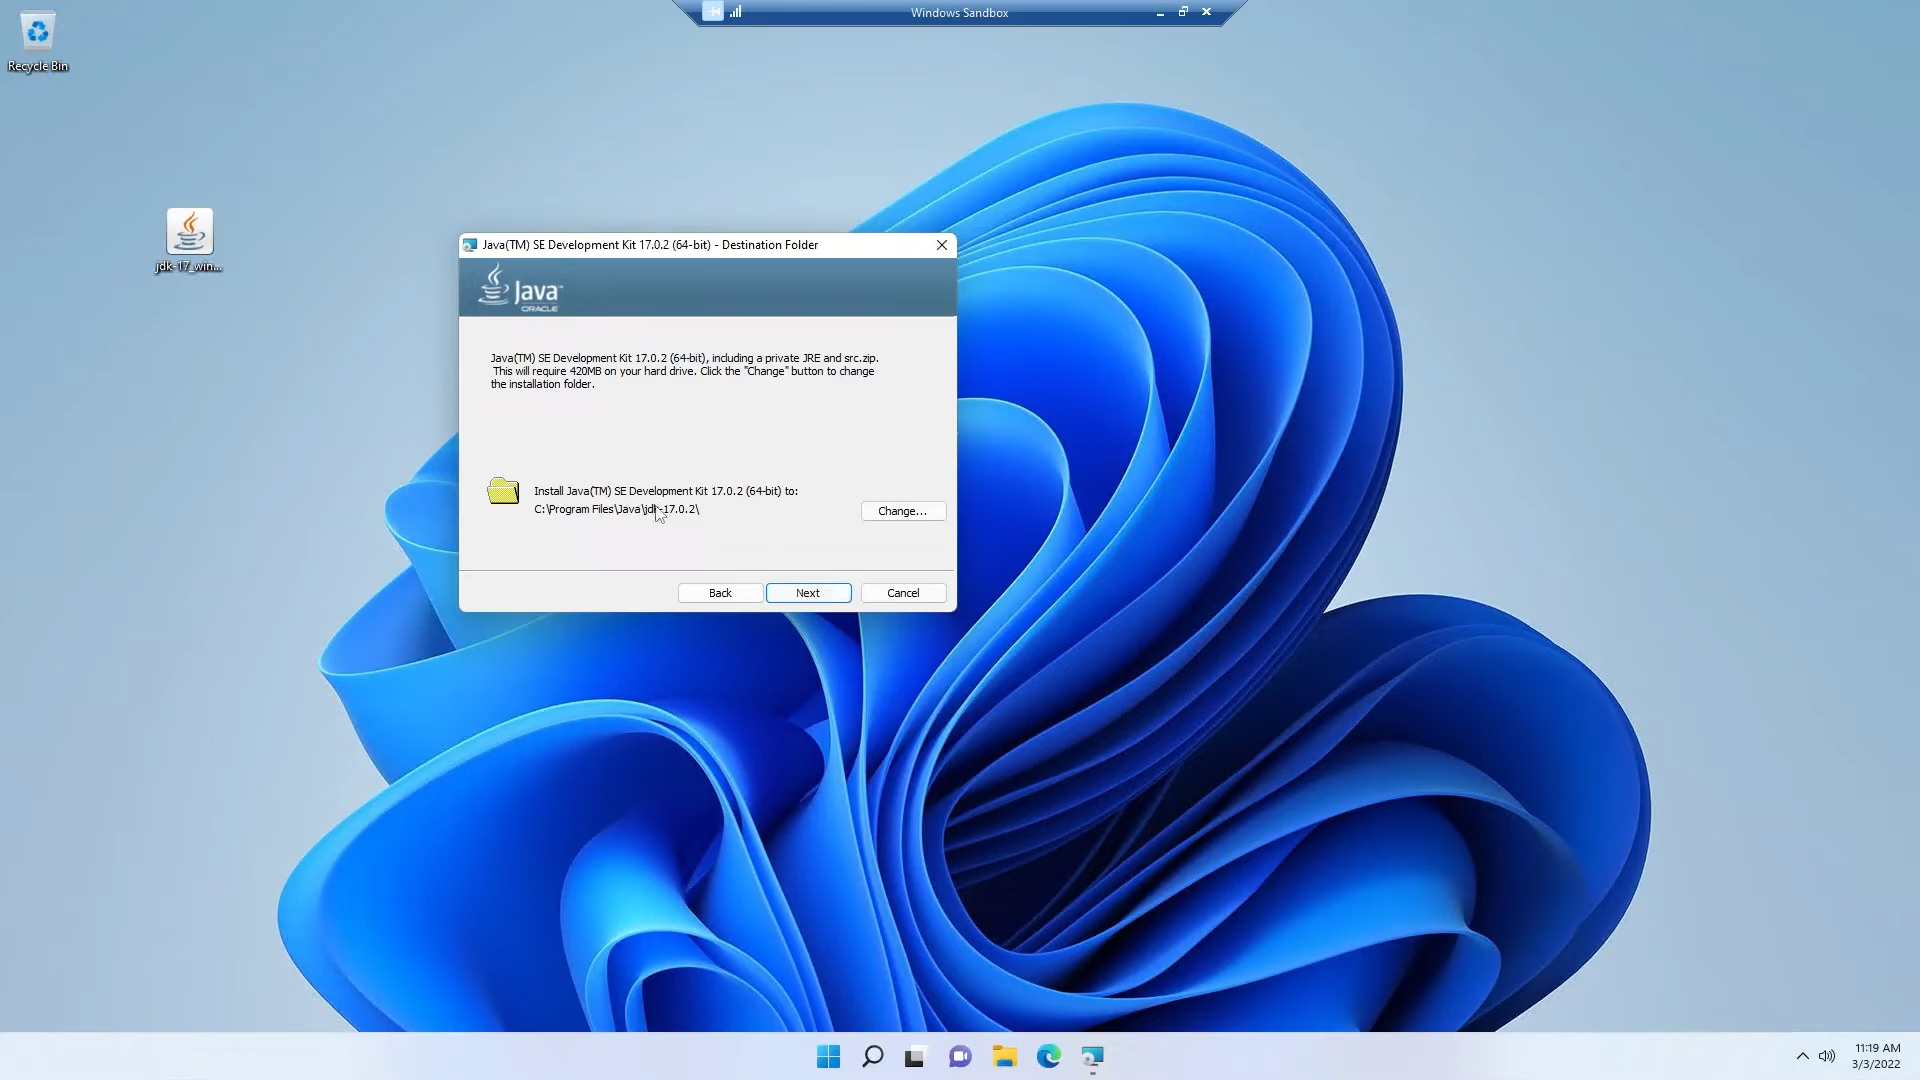 Windows Sandbox
Recycle Bin
jdk-17_win...
Java(TM) SE Development Kit 17.0.2 (64-bit) - Destination Folder
Java™
ORACLE
Java(TM) SE Development Kit 17.0.2 (64-bit), including a private JRE and src.zip.
This will require 420MB on your hard drive. Click the "Change" button to change
the installation folder.
Install Java(TM) SE Development Kit 17.0.2 (64-bit) to:
C:\Program Files\Java\jdk-17.0.2\
Change...
Back
Next
Cancel
11:19 AM
3/3/2022